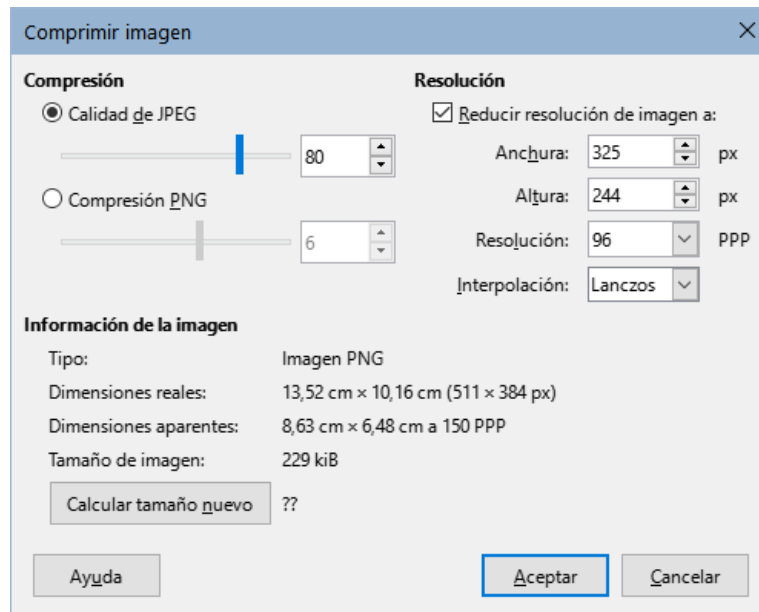 Comprimir imagen
Compresión
Calidad de JPEG
80
Compresión PNG
6
Resolución
Reducir resolución de imagen a:
Anchura: 325 px
Altura: 244 px
Resolución: 96 PPP
Interpolación: Lanczos
Información de la imagen
Tipo: Imagen PNG
Dimensiones reales: 13,52 cm × 10,16 cm (511 × 384 px)
Dimensiones aparentes: 8,63 cm × 6,48 cm a 150 PPP
Tamaño de imagen: 229 kiB
Calcular tamaño nuevo ??
Ayuda Aceptar Cancelar